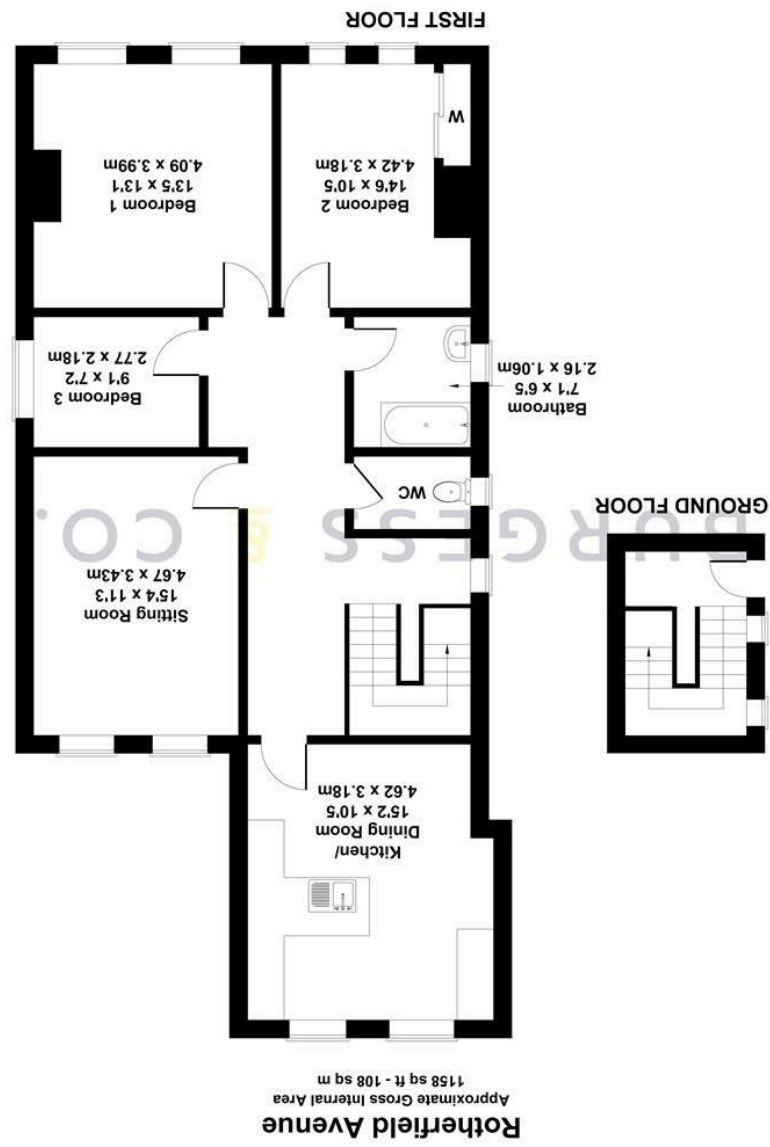 Rotherfield Avenue
Approximate Gross Internal Area
1158 sq ft - 108 sq m
Kitchen/
Dining Room
15'2 x 10'5
4.62 x 3.18m
Sitting Room
15'4 x 11'3
4.67 x 3.43m
BURGESS & CO.
WC
Bathroom
7'1 x 6'5
2.16 x 1.06m
Bedroom 3
9'1 x 7'2
2.77 x 2.18m
Bedroom 2
14'6 x 10'5
4.42 x 3.18m
W
Bedroom 1
13'5 x 13'1
4.09 x 3.99m
GROUND FLOOR
FIRST FLOOR